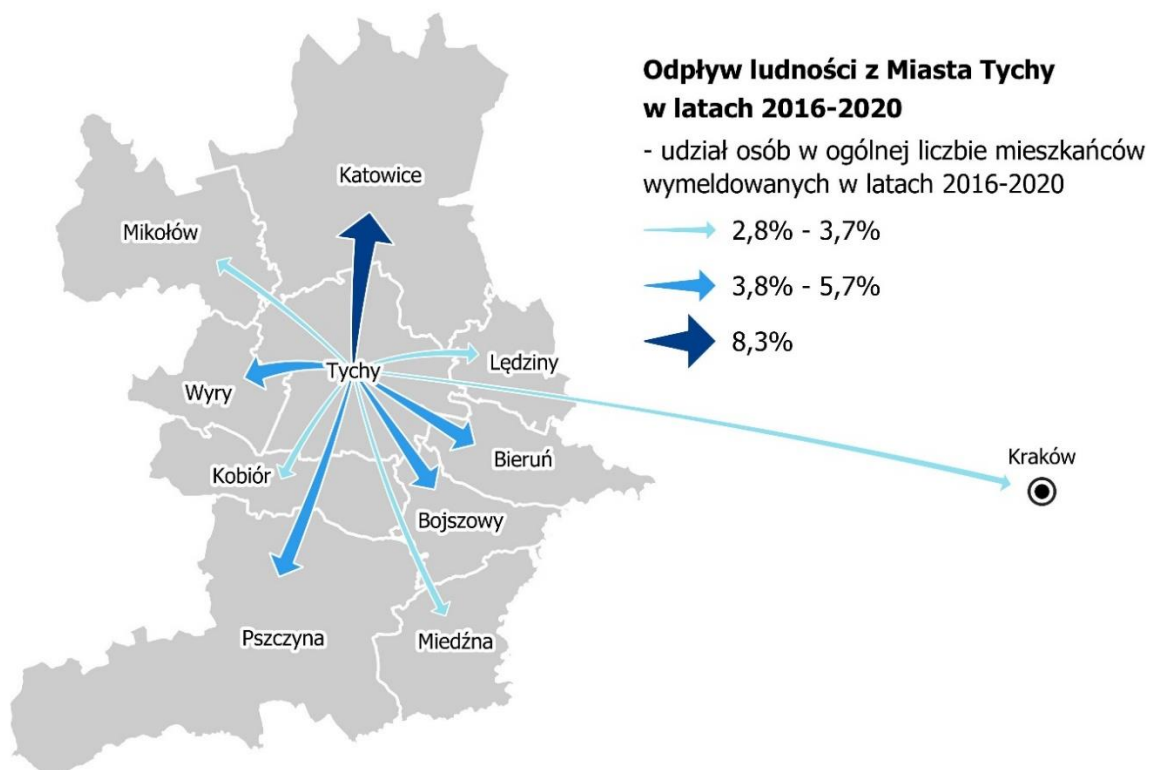 Odpływ ludności z Miasta Tychy
w latach 2016-2020
- udział osób w ogólnej liczbie mieszkańców
wymeldowanych w latach 2016-2020
2,8% - 3,7%
3,8% - 5,7%
8,3%
Katowice
Mikołów
Lędziny
Tychy
Wyry
Kraków
Bieruń
Kobiór
Bojszowy
Pszczyna
Miedźna